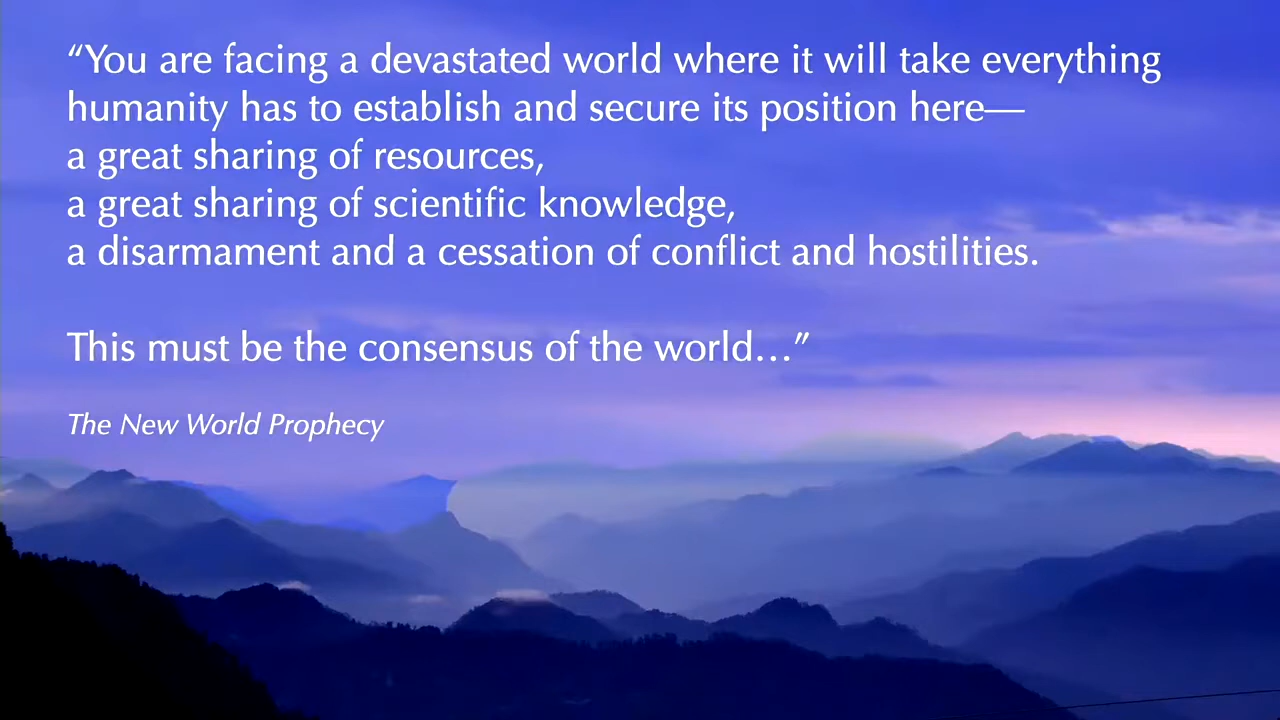 “You are facing a devastated world where it will take everything
humanity has to establish and secure its position here—
a great sharing of resources,
a great sharing of scientific knowledge,
a disarmament and a cessation of conflict and hostilities.
This must be the consensus of the world…”
The New World Prophecy